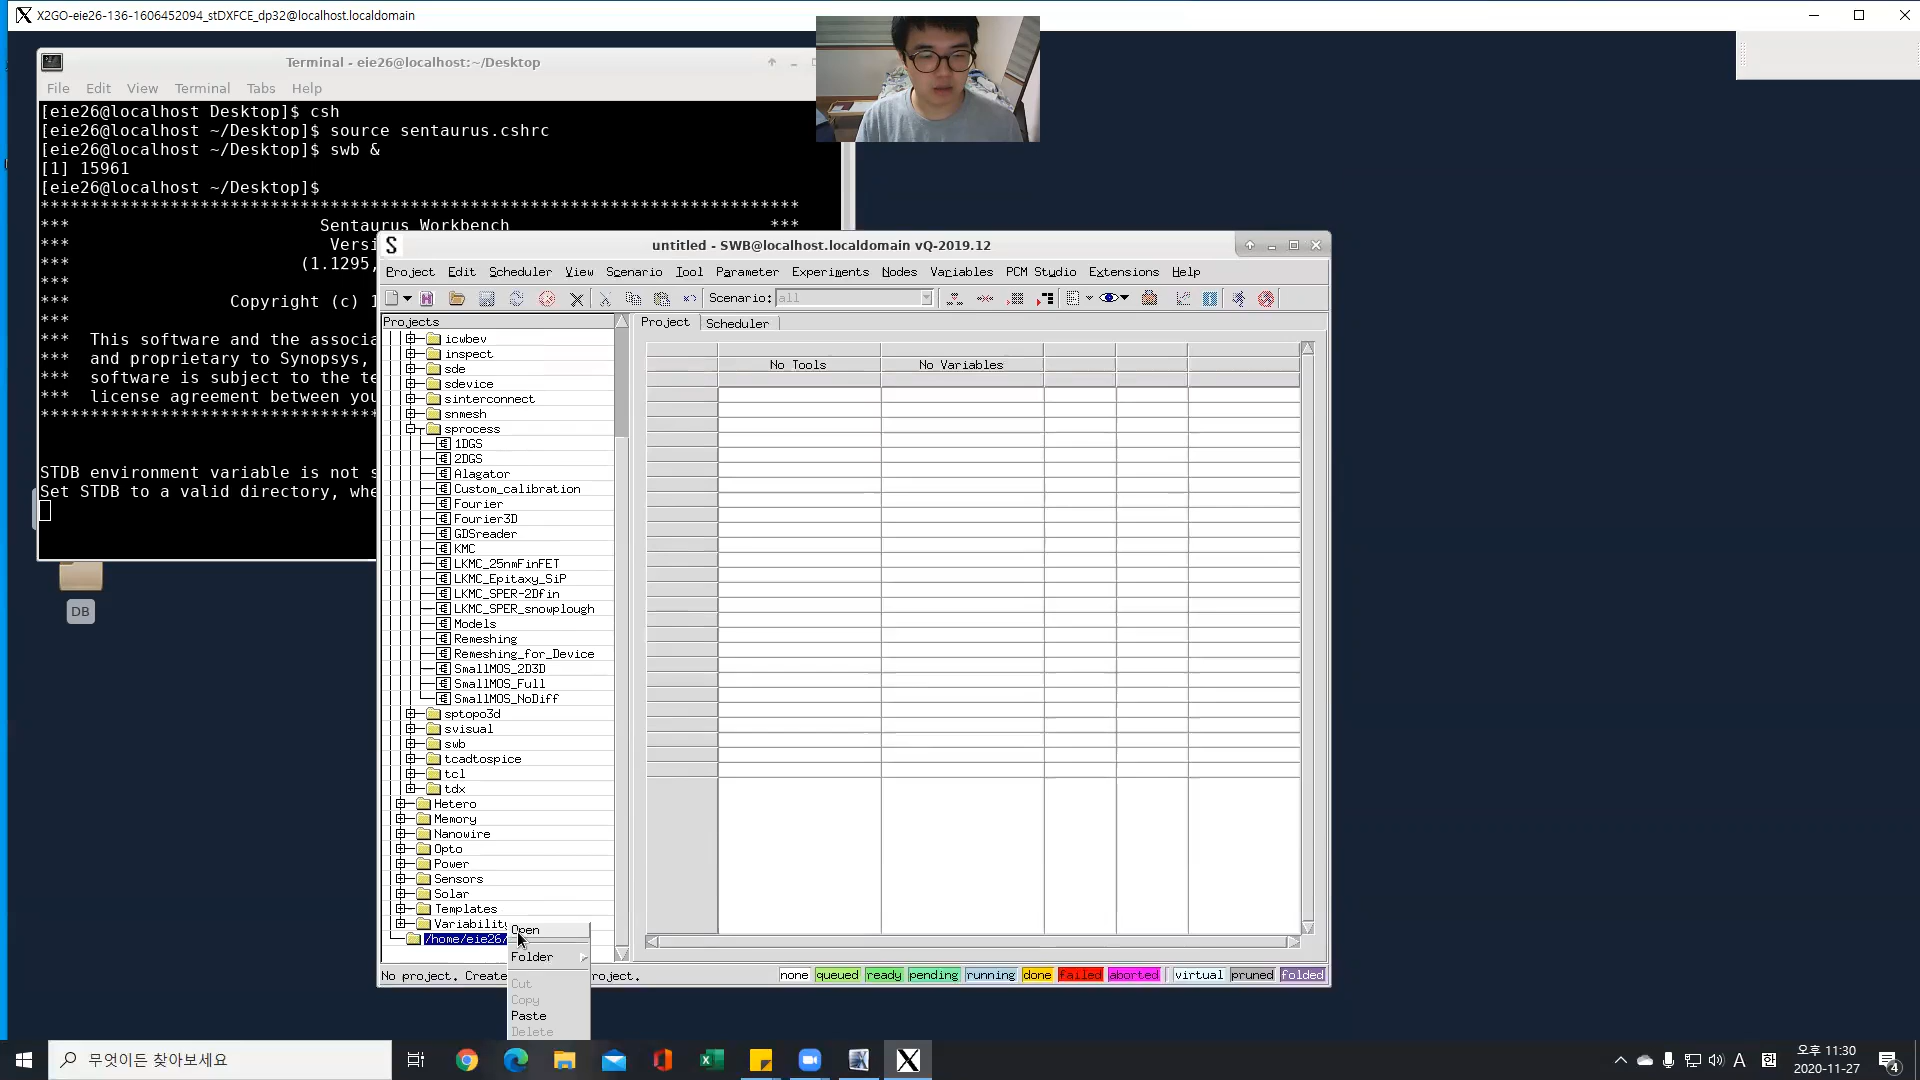 X2GO-eie26-136-1606452094_stDXFCE_dp32@localhost.localdomain
Terminal - eie26@localhost:~/Desktop
File Edit View Terminal Tabs Help
[eie26@localhost Desktop]$ csh
[eie26@localhost ~/Desktop]$ source sentaurus.cshrc
[eie26@localhost ~/Desktop]$ swb &
[1] 15961
[eie26@localhost ~/Desktop]$
****************************************************************************
*** Sentaurus Workbench ***
*** Versi
*** (1.1295,
***
*** Copyright (c) 1
***
*** This software and the associa
*** and proprietary to Synopsys,
*** software is subject to the te
*** license agreement between you
**********************************
STDB environment variable is not s
Set STDB to a valid directory, whe
DB
untitled - SWB@localhost.localdomain vQ-2019.12
Project Edit Scheduler View Scenario Tool Parameter Experiments Nodes Variables PCM Studio Extensions Help
Scenario: all
Projects
icwbev
inspect
sde
sdevice
sinterconnect
snmesh
sprocess
1DGS
2DGS
Alagator
Custom_calibration
Fourier
Fourier3D
GDSreader
KMC
LKMC_25nmFinFET
LKMC_Epitaxy_SiP
LKMC_SPER-2Dfin
LKMC_SPER_snowplough
Models
Remeshing
Remeshing_for_Device
SmallMOS_2D3D
SmallMOS_Full
SmallMOS_NoDiff
sptopo3d
svisual
swb
tcadtospice
tcl
tdx
Hetero
Memory
Nanowire
Opto
Power
Sensors
Solar
Templates
Variability
/home/eie26/
Project Scheduler
No Tools No Variables
Open
Folder
Cut
Copy
Paste
Delete
No project. Create roject.
none queued ready pending running done failed aborted virtual pruned folded
무엇이든 찾아보세요
A
오후 11:30
2020-11-27
4